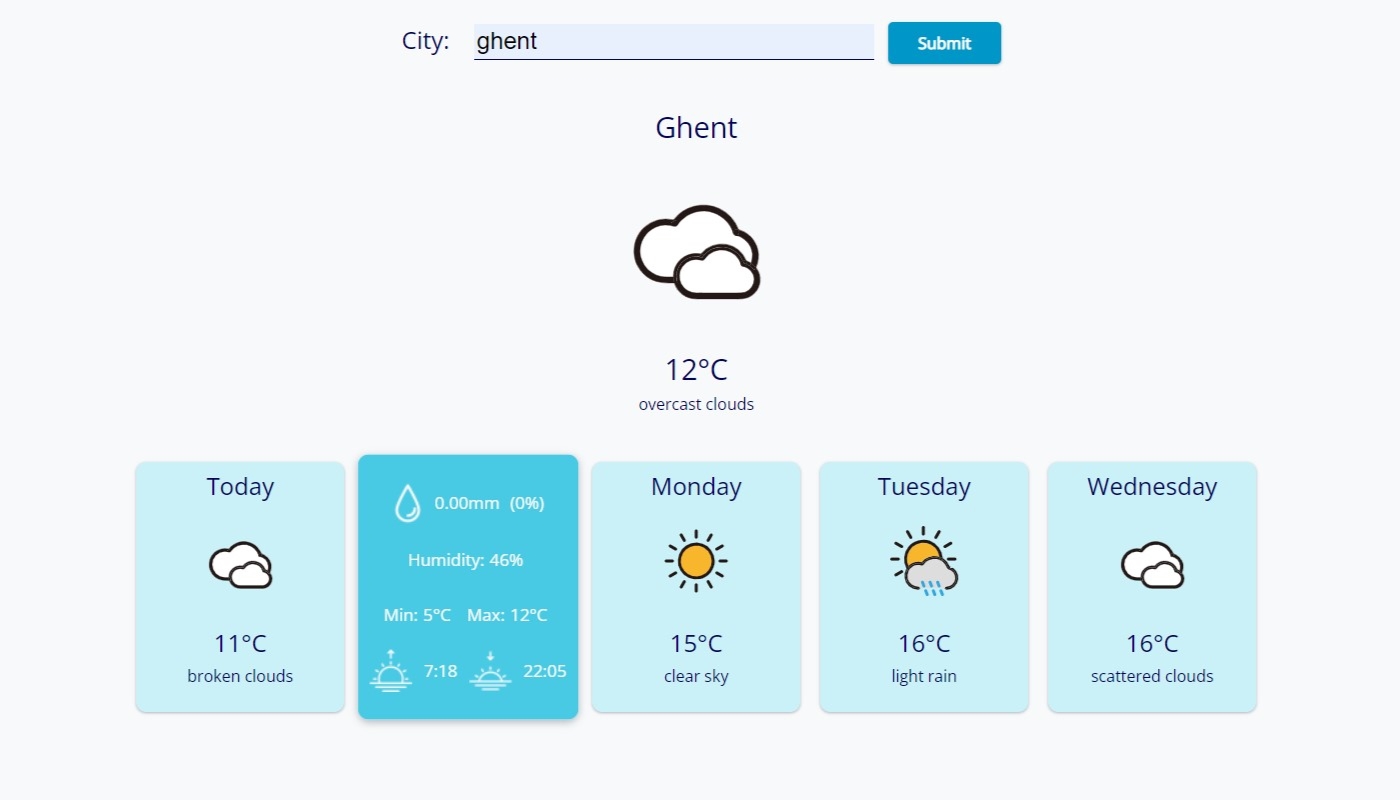 City: ghent Submit
Ghent
12°C
overcast clouds
Today
11°C
broken clouds
0.00mm (0%)
Humidity: 46%
Min: 5°C Max: 12°C
7:18 22:05
Monday
15°C
clear sky
Tuesday
16°C
light rain
Wednesday
16°C
scattered clouds